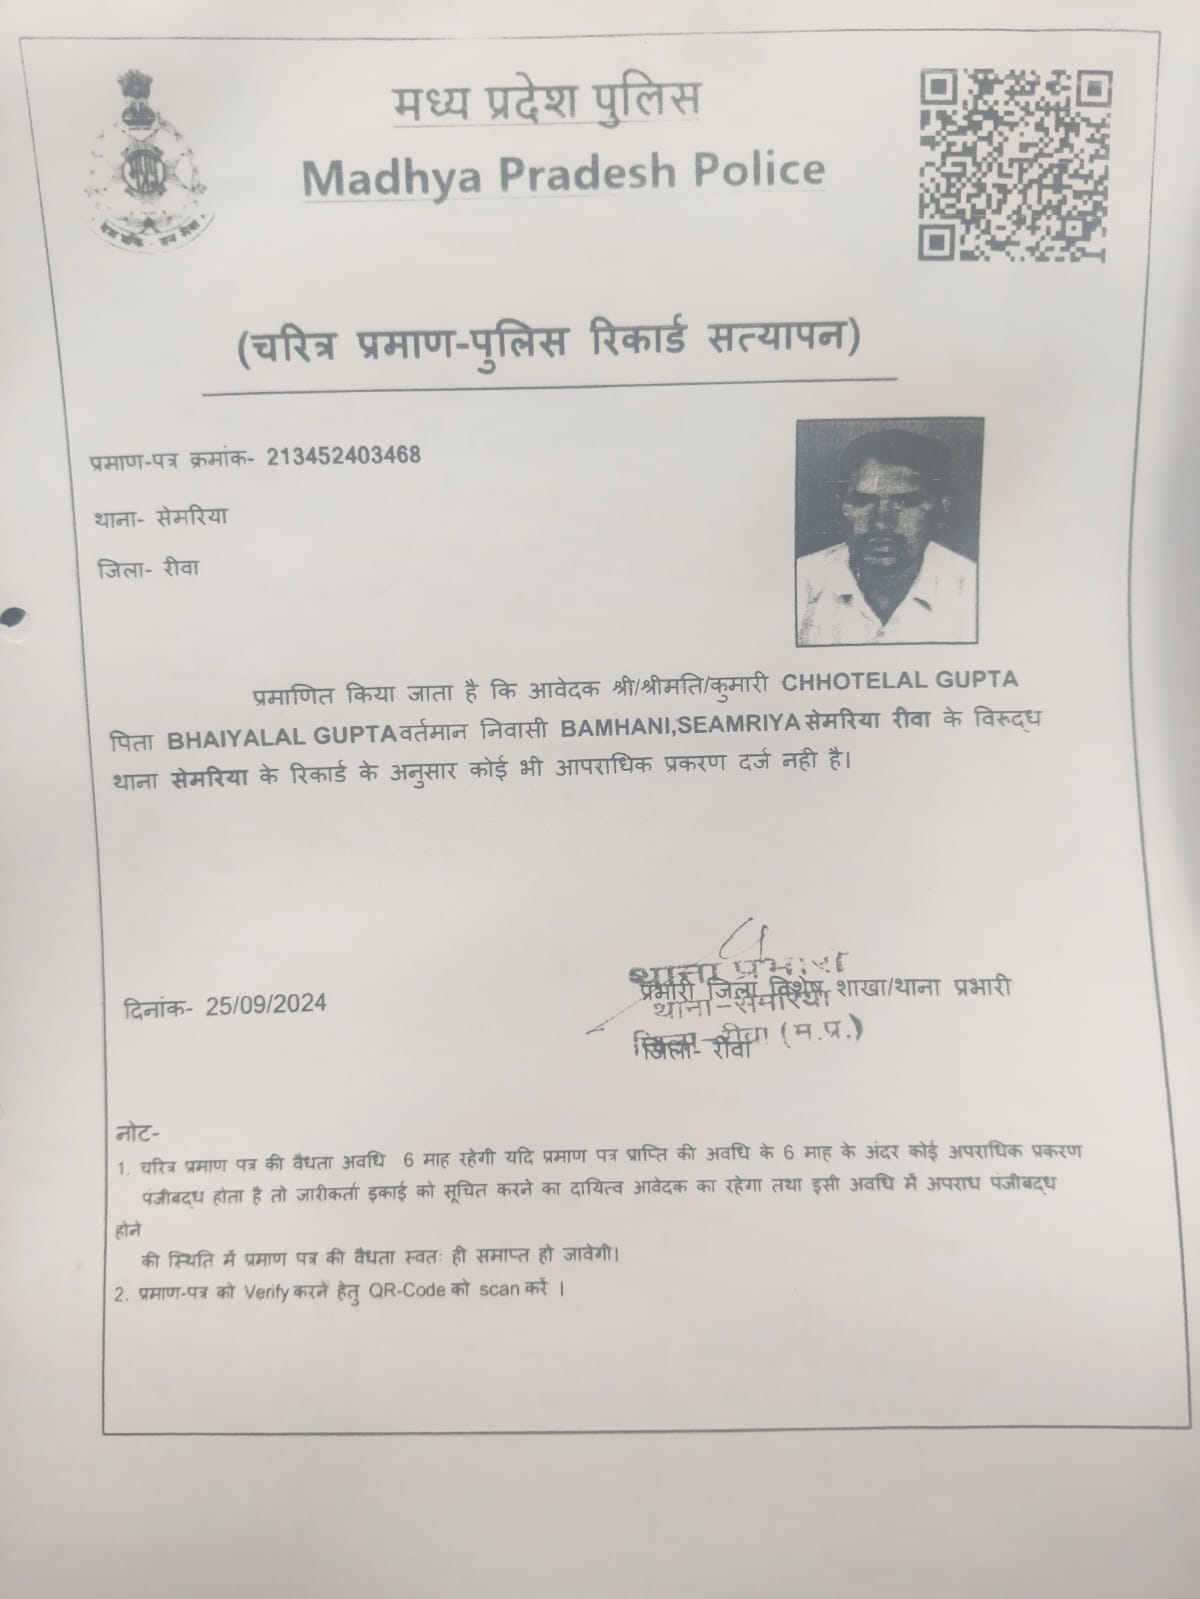 मध्य प्रदेश पुलिस
Madhya Pradesh Police
(चरित्र प्रमाण-पुलिस रिकार्ड सत्यापन)
प्रमाण-पत्र क्रमांक- 213452403468
थाना- सेमरिया
जिला- रीवा
प्रमाणित किया जाता है कि आवेदक श्री/श्रीमति/कुमारी CHHOTELAL GUPTA
पिता BHAIYALAL GUPTAवर्तमान निवासी BAMHANI,SEAMRIYAसेमरिया रीवा के विरूद्ध
थाना सेमरिया के रिकार्ड के अनुसार कोई भी आपराधिक प्रकरण दर्ज नही है।
दिनांक- 25/09/2024
थाना प्रभारी
प्रभारी जिला विशेष शाखा/थाना प्रभारी
थाना-सेमरिया
जिला-रीवा (म.प्र.)
जिला- रीवा
नोट-
1. चरित्र प्रमाण पत्र की वैधता अवधि 6 माह रहेगी यदि प्रमाण पत्र प्राप्ति की अवधि के 6 माह के अंदर कोई अपराधिक प्रकरण
पंजीबद्ध होता है तो जारीकर्ता इकाई को सूचित करने का दायित्व आवेदक का रहेगा तथा इसी अवधि में अपराध पंजीबद्ध
होने
की स्थिति में प्रमाण पत्र की वैधता स्वतः ही समाप्त हो जावेगी।
2. प्रमाण-पत्र को Verify करने हेतु QR-Code को scan करें ।